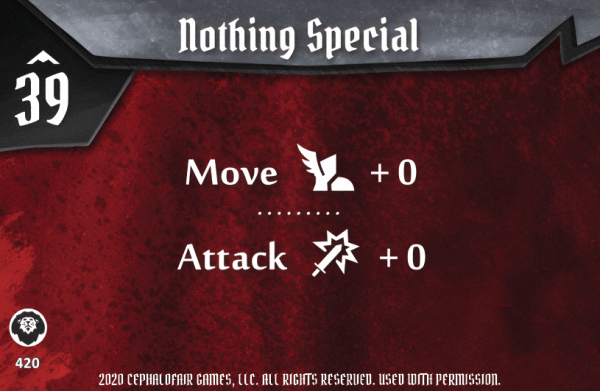 Nothing Special
39
Move + 0
Attack + 0
420
2020 CEPHALOFAIR GAMES, LLC. ALL RIGHTS RESERVED. USED WITH PERMISSION.